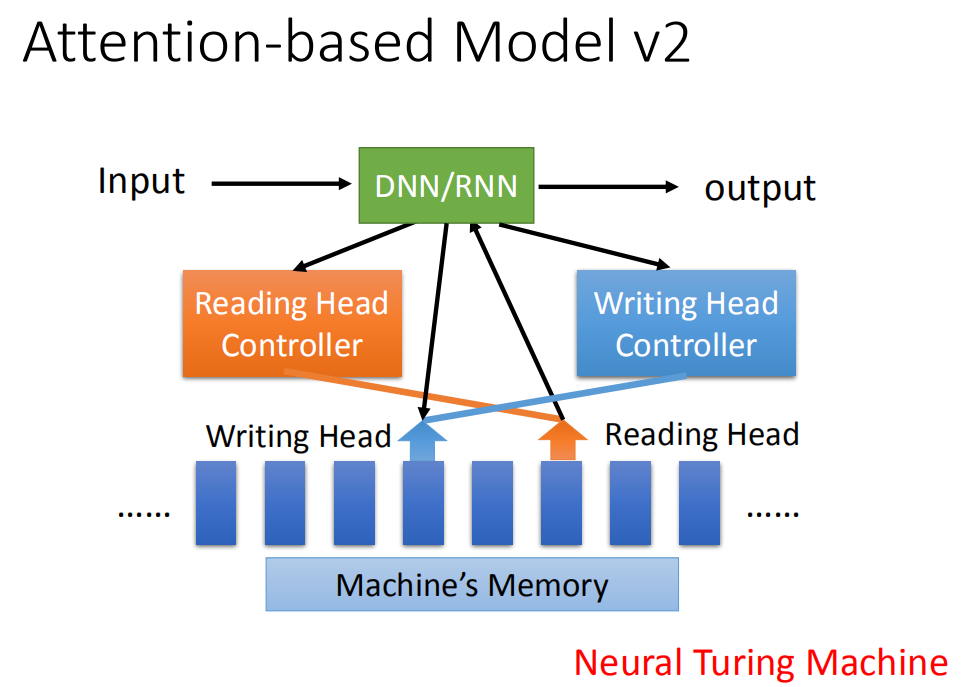 Attention-based Model v2
Input
DNN/RNN
output
Reading Head
Controller
Writing Head
Controller
Writing Head
Reading Head
……
……
Machine’s Memory
Neural Turing Machine